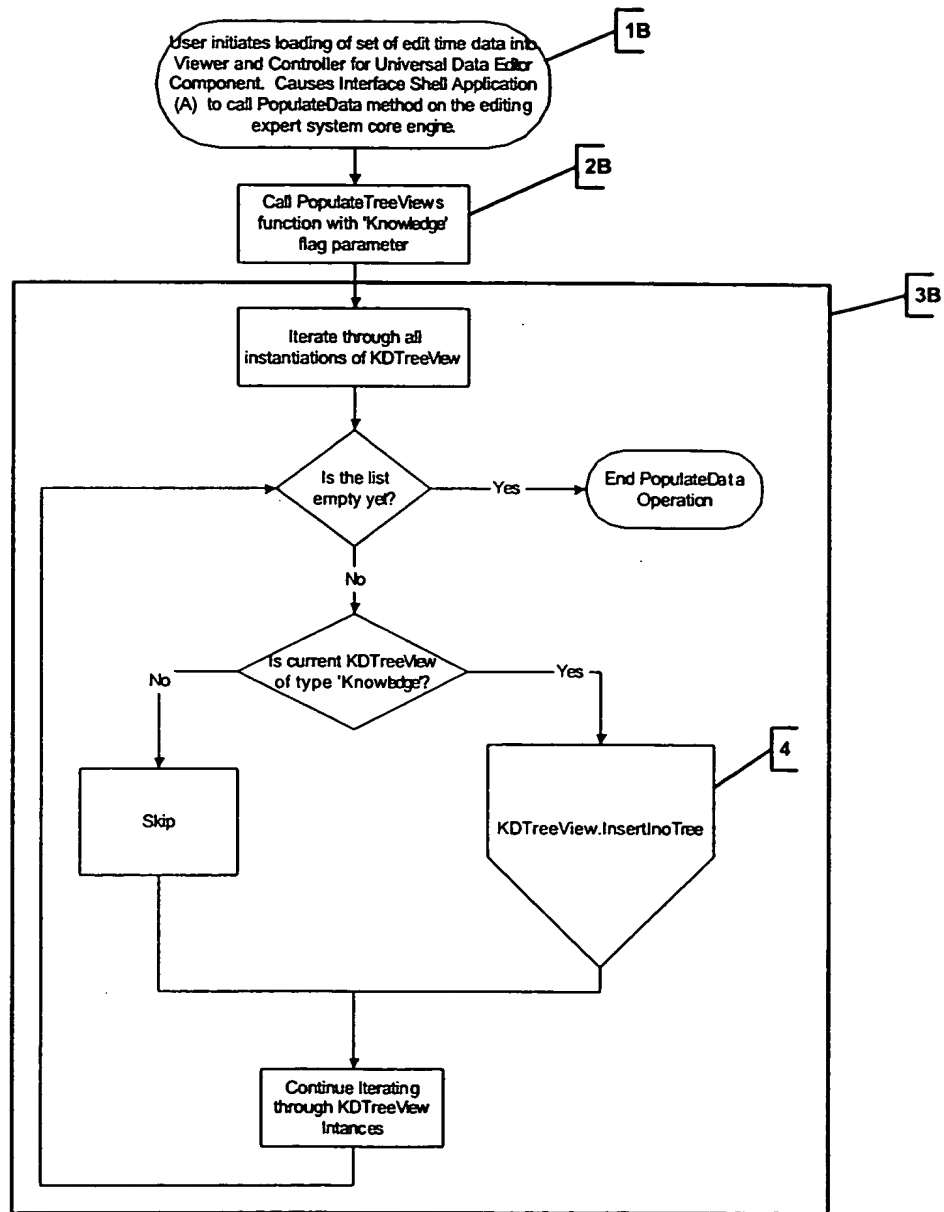 1B
User initiates loading of set of edit time data into
Viewer and Controller for Universal Data Editor
Component. Causes Interface Shell Application
(A) to call PopulateData method on the editing
expert system core engine.
2B
Call PopulateTreeViews
function with 'Knowledge'
flag parameter
3B
Iterate through all
instantiations of KDTreeView
Is the list
empty yet?
Yes
End PopulateData
Operation
No
Is current KDTreeView
of type 'Knowledge'?
No
Yes
4
Skip
KDTreeView.InsertInoTree
Continue Iterating
through KDTreeView
Intances